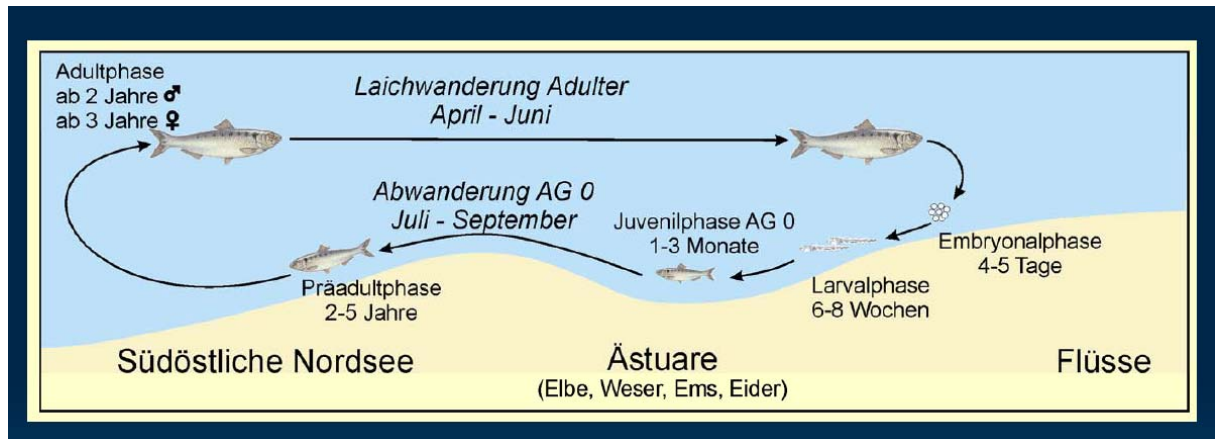 Adultphase
ab 2 Jahre ♂
ab 3 Jahre ♀
Laichwanderung Adulter
April - Juni
Abwanderung AG 0
Juli - September
Juvenilphase AG 0
1-3 Monate
Embryonalphase
4-5 Tage
Larvalphase
6-8 Wochen
Präadultphase
2-5 Jahre
Südöstliche Nordsee
Ästuare
(Elbe, Weser, Ems, Eider)
Flüsse